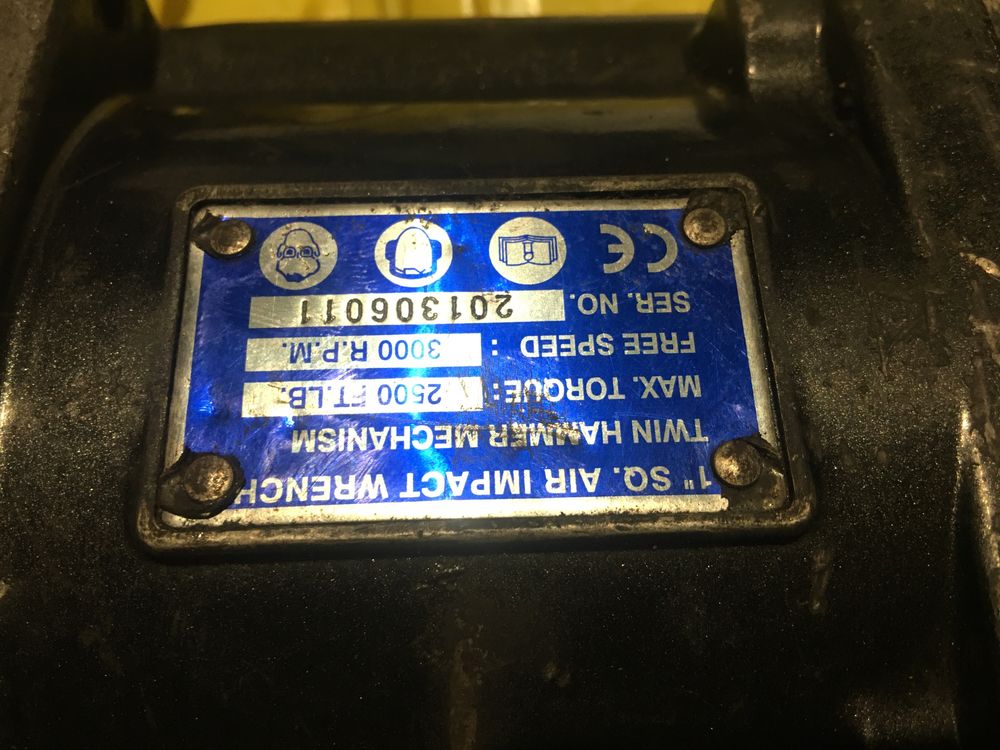 1" SQ. AIR IMPACT WRENCH
TWIN HAMMER MECHANISM
MAX. TORQUE: 2500 FT.LB.
FREE SPEED : 3000 R.P.M.
SER. NO. 201306011
CE